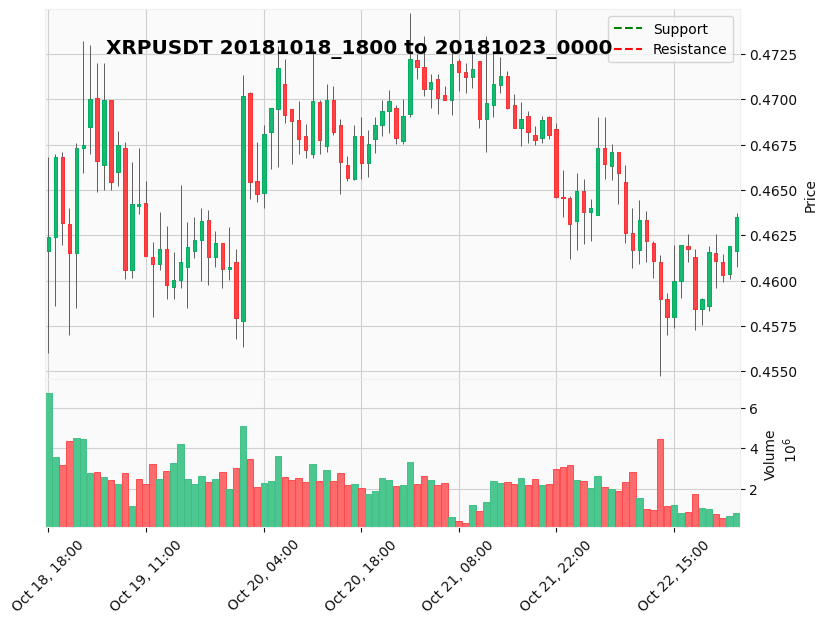 XRPUSDT 20181018_1800 to 20181023_0000
Support
Resistance
0.4725
0.4700
0.4675
0.4650
0.4625
0.4600
0.4575
0.4550
Price
6
4
2
Volume
10^6
Oct 18, 18:00
Oct 19, 11:00
Oct 20, 04:00
Oct 20, 18:00
Oct 21, 08:00
Oct 21, 22:00
Oct 22, 15:00